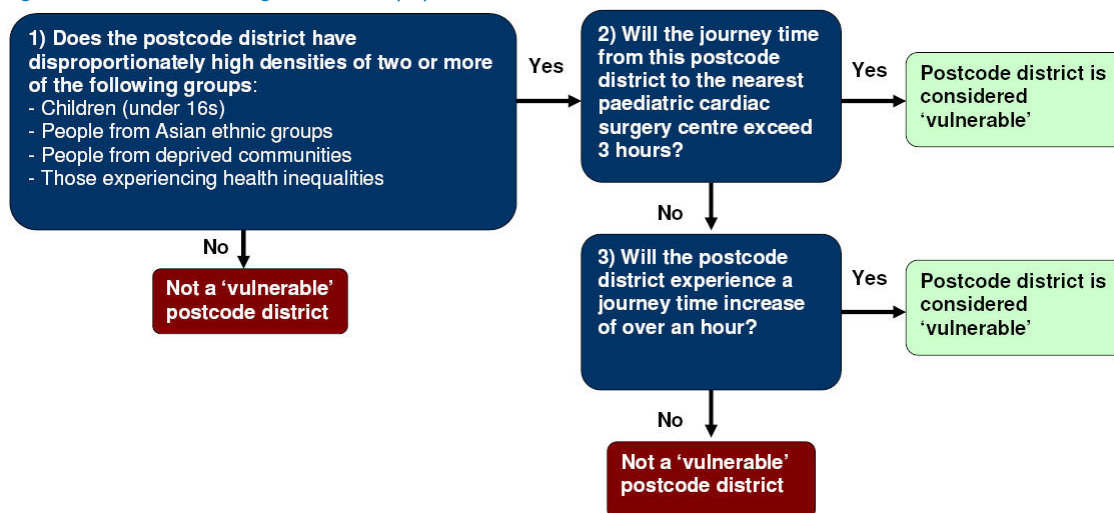 1) Does the postcode district have
disproportionately high densities of two or more
of the following groups:
- Children (under 16s)
- People from Asian ethnic groups
- People from deprived communities
- Those experiencing health inequalities
Yes
2) Will the journey time
from this postcode
district to the nearest
paediatric cardiac
surgery centre exceed
3 hours?
Yes
Postcode district is
considered
‘vulnerable’
No
Not a ‘vulnerable’
postcode district
No
3) Will the postcode
district experience a
journey time increase
of over an hour?
Yes
Postcode district is
considered
‘vulnerable’
No
Not a ‘vulnerable’
postcode district